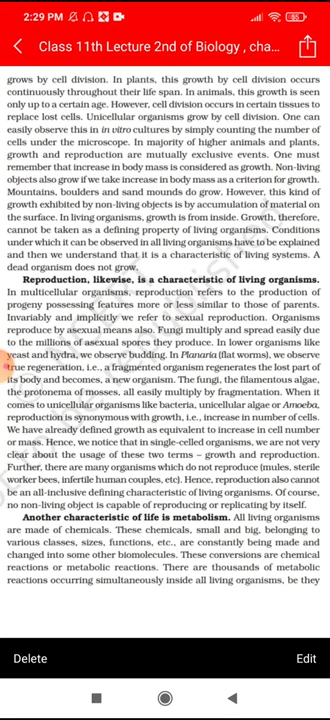 2:29 PM
83
Class 11th Lecture 2nd of Biology , cha...
grows by cell division. In plants, this growth by cell division occurs
continuously throughout their life span. In animals, this growth is seen
only up to a certain age. However, cell division occurs in certain tissues to
replace lost cells. Unicellular organisms grow by cell division. One can
easily observe this in in vitro cultures by simply counting the number of
cells under the microscope. In majority of higher animals and plants,
growth and reproduction are mutually exclusive events. One must
remember that increase in body mass is considered as growth. Non-living
objects also grow if we take increase in body mass as a criterion for growth.
Mountains, boulders and sand mounds do grow. However, this kind of
growth exhibited by non-living objects is by accumulation of material on
the surface. In living organisms, growth is from inside. Growth, therefore,
cannot be taken as a defining property of living organisms. Conditions
under which it can be observed in all living organisms have to be explained
and then we understand that it is a characteristic of living systems. A
dead organism does not grow.
Reproduction, likewise, is a characteristic of living organisms.
In multicellular organisms, reproduction refers to the production of
progeny possessing features more or less similar to those of parents.
Invariably and implicitly we refer to sexual reproduction. Organisms
reproduce by asexual means also. Fungi multiply and spread easily due
to the millions of asexual spores they produce. In lower organisms like
yeast and hydra, we observe budding. In Planaria (flat worms), we observe
true regeneration, i.e., a fragmented organism regenerates the lost part of
its body and becomes, a new organism. The fungi, the filamentous algae,
the protonema of mosses, all easily multiply by fragmentation. When it
comes to unicellular organisms like bacteria, unicellular algae or Amoeba,
reproduction is synonymous with growth, i.e., increase in number of cells.
We have already defined growth as equivalent to increase in cell number
or mass. Hence, we notice that in single-celled organisms, we are not very
clear about the usage of these two terms – growth and reproduction.
Further, there are many organisms which do not reproduce (mules, sterile
worker bees, infertile human couples, etc). Hence, reproduction also cannot
be an all-inclusive defining characteristic of living organisms. Of course,
no non-living object is capable of reproducing or replicating by itself.
Another characteristic of life is metabolism. All living organisms
are made of chemicals. These chemicals, small and big, belonging to
various classes, sizes, functions, etc., are constantly being made and
changed into some other biomolecules. These conversions are chemical
reactions or metabolic reactions. There are thousands of metabolic
reactions occurring simultaneously inside all living organisms, be they
Delete
Edit